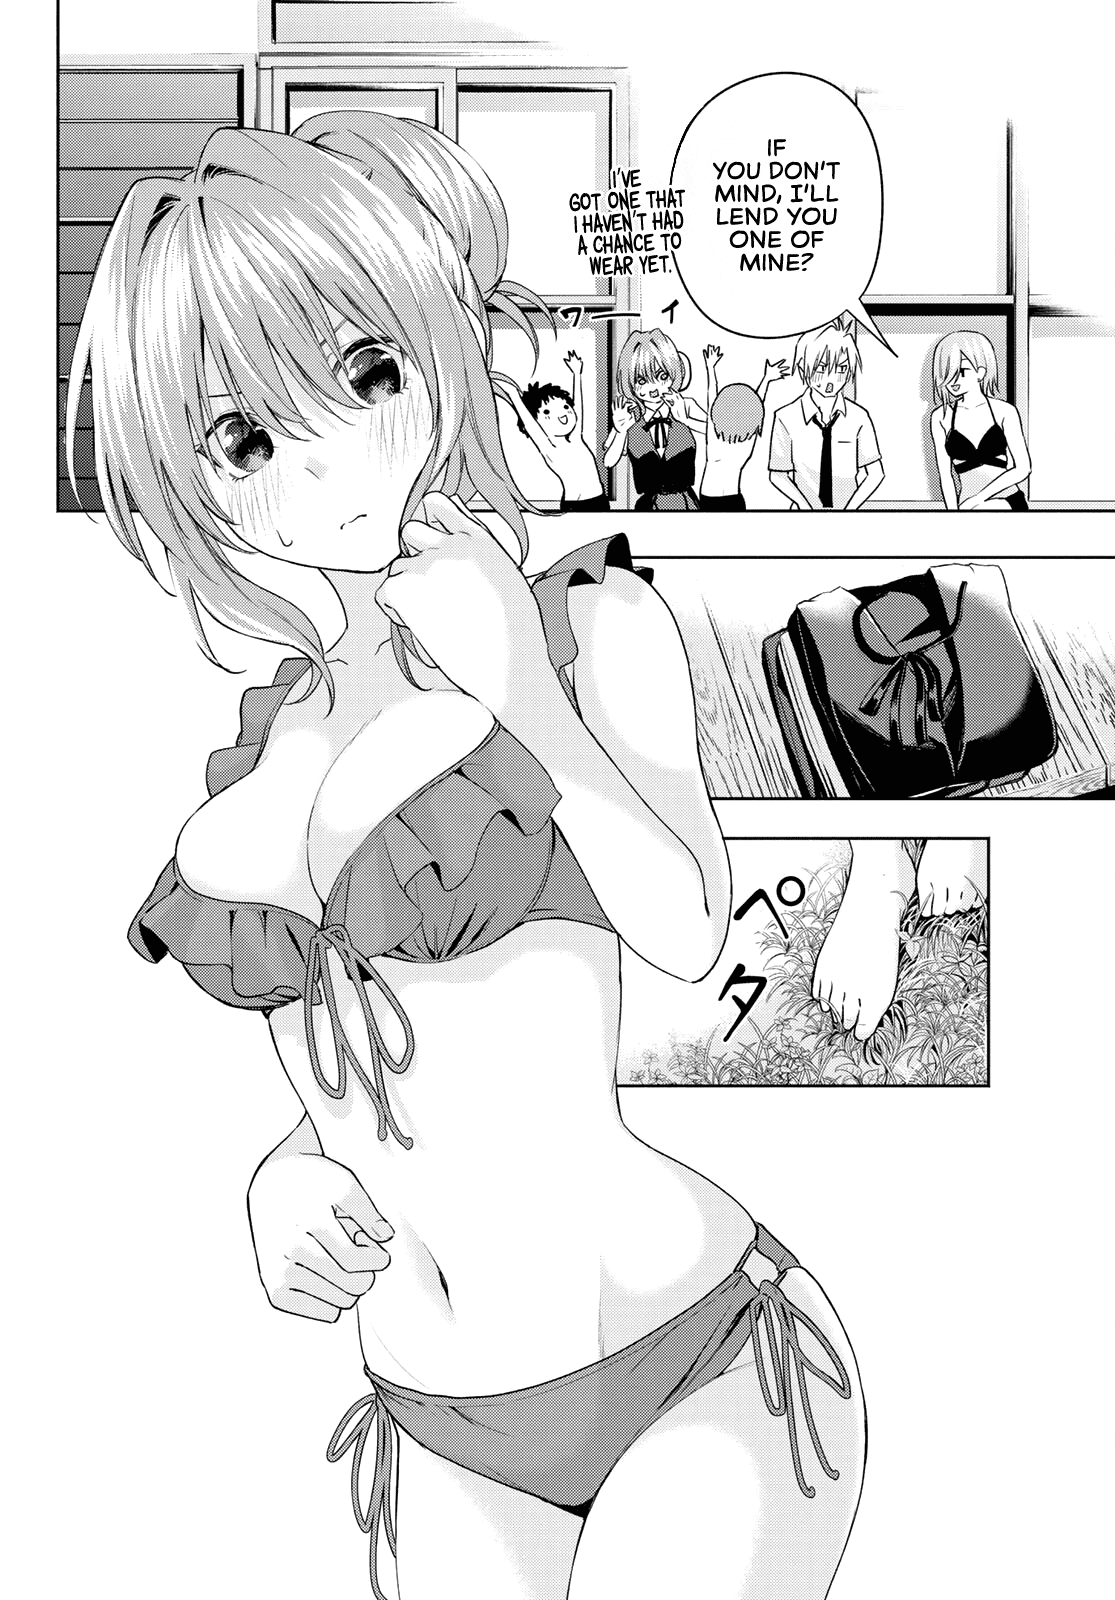 IF
YOU DON'T
MIND, I'LL
LEND YOU
ONE OF
MINE?
I'VE
GOT ONE THAT
I HAVEN'T HAD
A CHANCE TO
WEAR YET.
ワーイ
ペタ